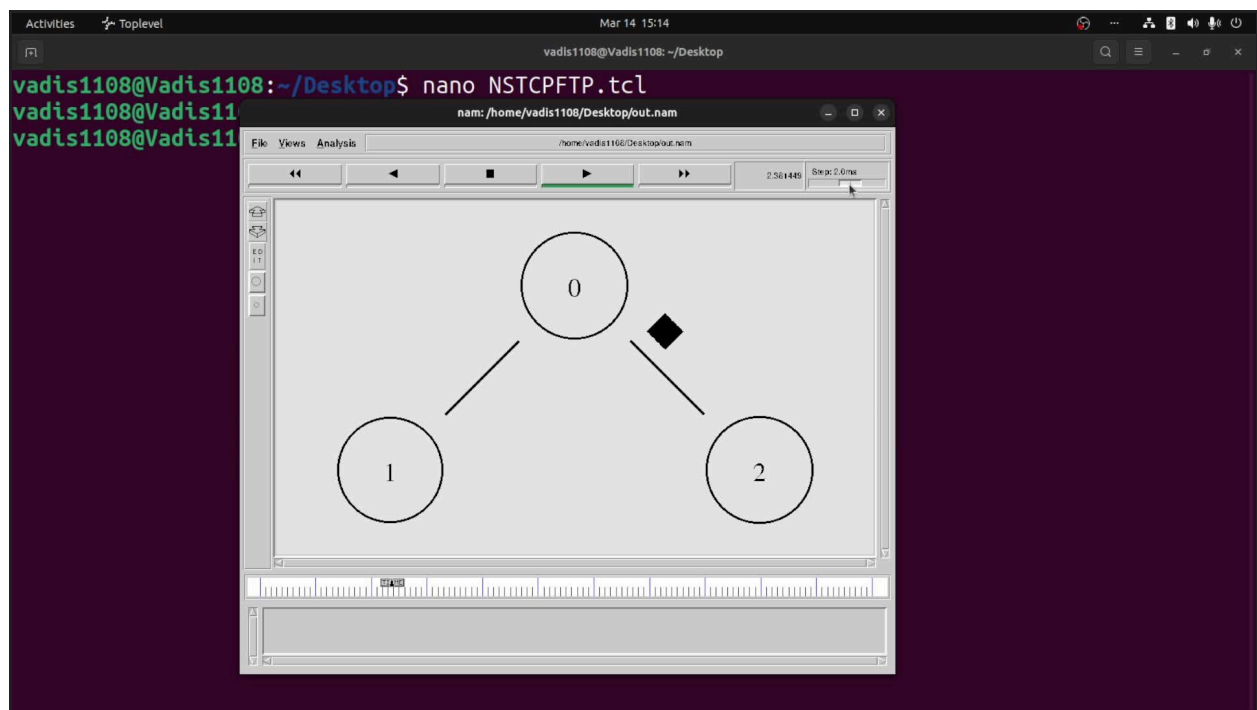 Activities Toplevel Mar 14 15:14
vadis1108@Vadis1108: ~/Desktop
vadis1108@Vadis1108:~/Desktop$ nano NSTCPFTP.tcl
vadis1108@Vadis11
vadis1108@Vadis11
nam: /home/vadis1108/Desktop/out.nam
File Views Analysis /home/vadis1108/Desktop/out.nam
2.361449 Step: 2.0ms
ED
IT
0
1
2